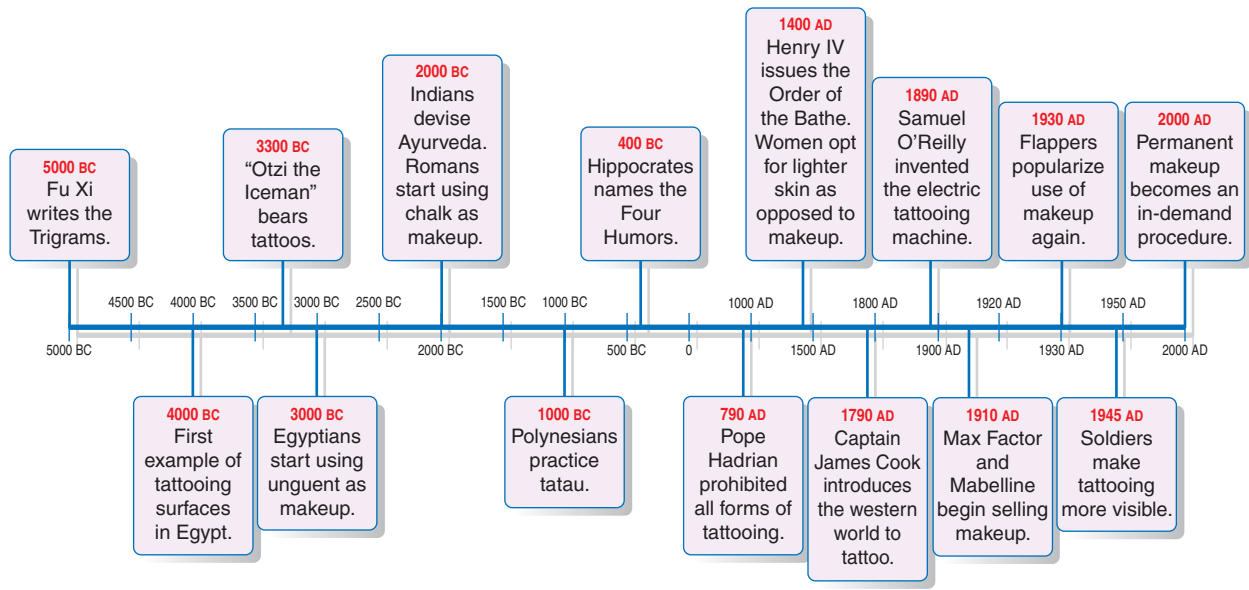 5000 BC
Fu Xi
writes the
Trigrams.
3300 BC
“Otzi the
Iceman”
bears
tattoos.
2000 BC
Indians
devise
Ayurveda.
Romans
start using
chalk as
makeup.
400 BC
Hippocrates
names the
Four
Humors.
1400 AD
Henry IV
issues the
Order of
the Bathe.
Women opt
for lighter
skin as
opposed to
makeup.
1890 AD
Samuel
O’Reilly
invented
the electric
tattooing
machine.
1930 AD
Flappers
popularize
use of
makeup
again.
2000 AD
Permanent
makeup
becomes an
in-demand
procedure.
4500 BC 4000 BC 3500 BC 3000 BC 2500 BC 1500 BC 1000 BC 1000 AD 1800 AD 1920 AD 1950 AD
5000 BC 2000 BC 500 BC 0 1500 AD 1900 AD 1930 AD 2000 AD
4000 BC
First
example of
tattooing
surfaces
in Egypt.
3000 BC
Egyptians
start using
unguent as
makeup.
1000 BC
Polynesians
practice
tatau.
790 AD
Pope
Hadrian
prohibited
all forms of
tattooing.
1790 AD
Captain
James Cook
introduces
the western
world to
tattoo.
1910 AD
Max Factor
and
Mabelline
begin selling
makeup.
1945 AD
Soldiers
make
tattooing
more visible.